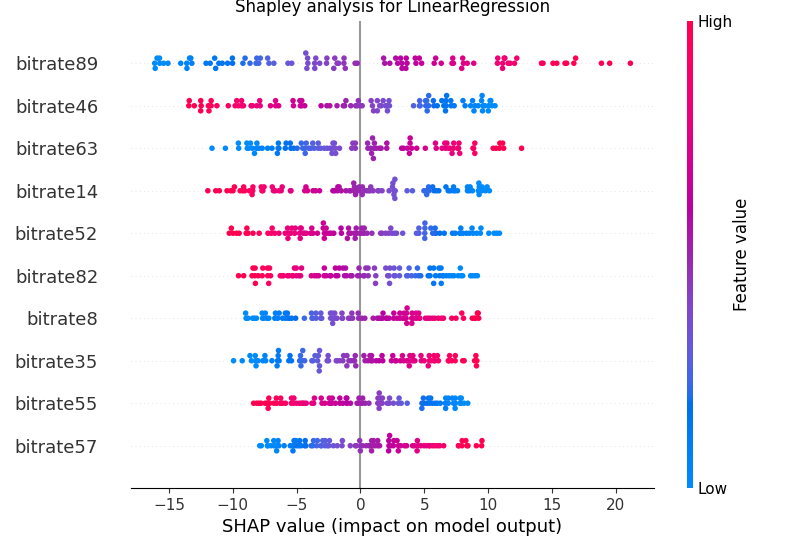 Shapley analysis for LinearRegression
High
bitrate89
bitrate46
bitrate63
bitrate14
bitrate52
bitrate82
bitrate8
bitrate35
bitrate55
bitrate57
Feature value
Low
−15 −10 −5 0 5 10 15 20
SHAP value (impact on model output)